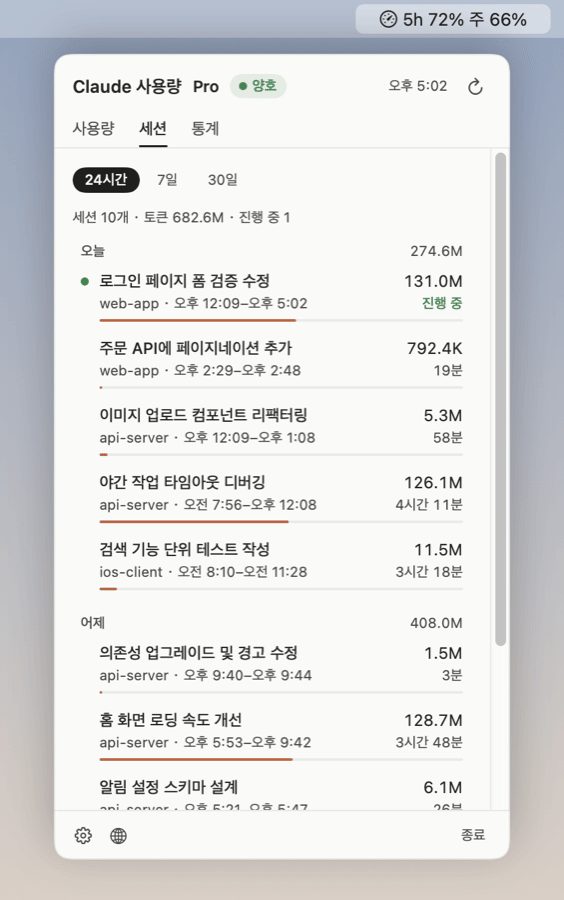 5h 72% 주 66%
Claude 사용량 Pro 양호 오후 5:02
사용량 세션 통계
24시간 7일 30일
세션 10개 · 토큰 682.6M · 진행 중 1
오늘 274.6M
로그인 페이지 폼 검증 수정 131.0M
web-app · 오후 12:09–오후 5:02 진행 중
주문 API에 페이지네이션 추가 792.4K
web-app · 오후 2:29–오후 2:48 19분
이미지 업로드 컴포넌트 리팩터링 5.3M
api-server · 오후 12:09–오후 1:08 58분
야간 작업 타임아웃 디버깅 126.1M
api-server · 오전 7:56–오후 12:08 4시간 11분
검색 기능 단위 테스트 작성 11.5M
ios-client · 오전 8:10–오전 11:28 3시간 18분
어제 408.0M
의존성 업그레이드 및 경고 수정 1.5M
api-server · 오후 9:40–오후 9:44 3분
홈 화면 로딩 속도 개선 128.7M
api-server · 오후 5:53–오후 9:42 3시간 48분
알림 설정 스키마 설계 6.1M
api-server · 오후 5:21–오후 5:47 26분
종료